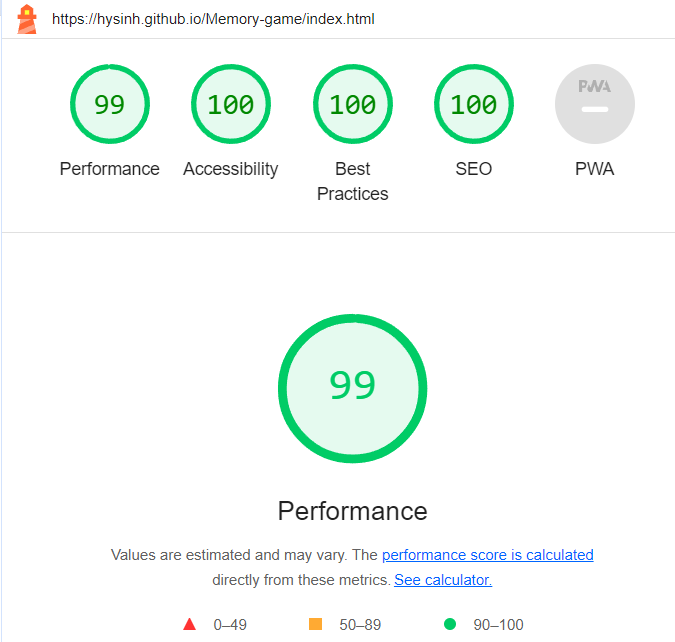 https://hysinh.github.io/Memory-game/index.html
99 100 100 100 PWA
Performance Accessibility Best Practices SEO PWA
99
Performance
Values are estimated and may vary. The performance score is calculated
directly from these metrics. See calculator.
0–49 50–89 90–100